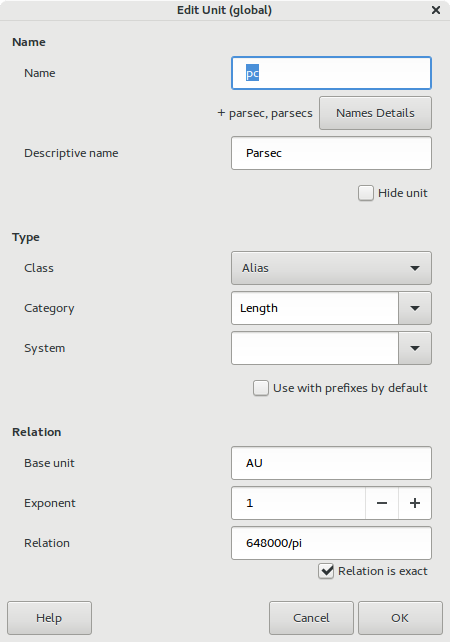 Edit Unit (global)
Name
Name pc
+ parsec, parsecs Names Details
Descriptive name Parsec
Hide unit
Type
Class Alias
Category Length
System
Use with prefixes by default
Relation
Base unit AU
Exponent 1
Relation 648000/pi
Relation is exact
Help Cancel OK